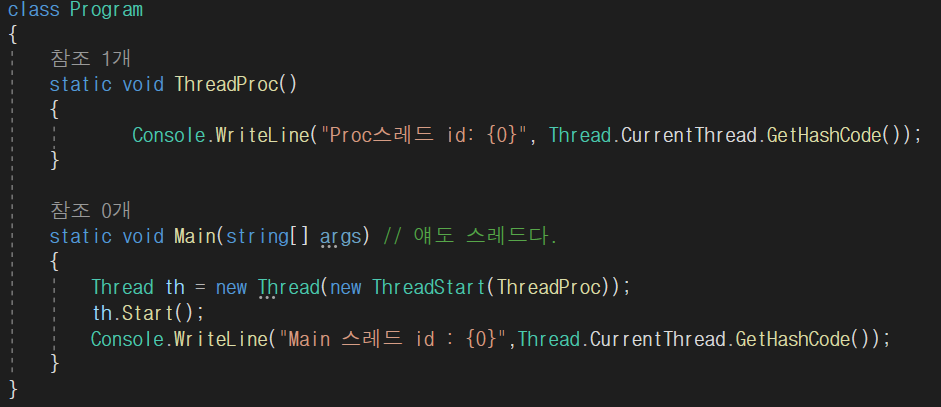 class Program
{
참조 1개
static void ThreadProc()
{
Console.WriteLine("Proc스레드 id: {0}", Thread.CurrentThread.GetHashCode());
}
참조 0개
static void Main(string[] args) // 얘도 스레드다.
{
Thread th = new Thread(new ThreadStart(ThreadProc));
th.Start();
Console.WriteLine("Main 스레드 id : {0}",Thread.CurrentThread.GetHashCode());
}
}